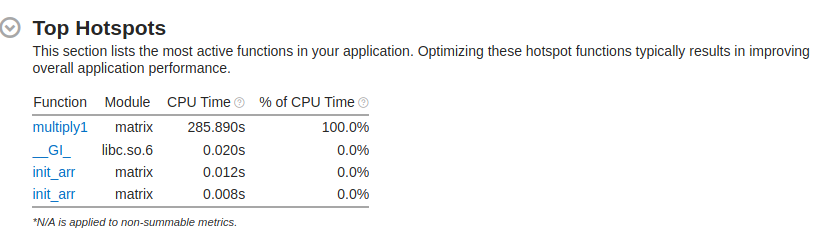 Top Hotspots
This section lists the most active functions in your application. Optimizing these hotspot functions typically results in improving
overall application performance.
Function Module CPU Time ? % of CPU Time ?
multiply1 matrix 285.890s 100.0%
__GI_ libc.so.6 0.020s 0.0%
init_arr matrix 0.012s 0.0%
init_arr matrix 0.008s 0.0%
*N/A is applied to non-summable metrics.